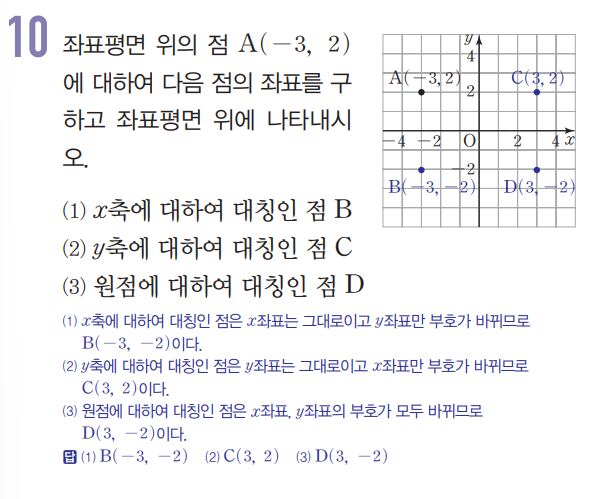 10 좌표평면 위의 점 A(-3, 2)
에 대하여 다음 점의 좌표를 구
하고 좌표평면 위에 나타내시
오.
(1) x축에 대하여 대칭인 점 B
(2) y축에 대하여 대칭인 점 C
(3) 원점에 대하여 대칭인 점 D
y
4
A(-3, 2) 2 C(3, 2)
-4 -2 O 2 4 x
-2
B(-3, -2) D(3, -2)
(1) x축에 대하여 대칭인 점은 x좌표는 그대로이고 y좌표만 부호가 바뀌므로
B(-3, -2)이다.
(2) y축에 대하여 대칭인 점은 y좌표는 그대로이고 x좌표만 부호가 바뀌므로
C(3, 2)이다.
(3) 원점에 대하여 대칭인 점은 x좌표, y좌표의 부호가 모두 바뀌므로
D(3, -2)이다.
답 (1) B(-3, -2) (2) C(3, 2) (3) D(3, -2)